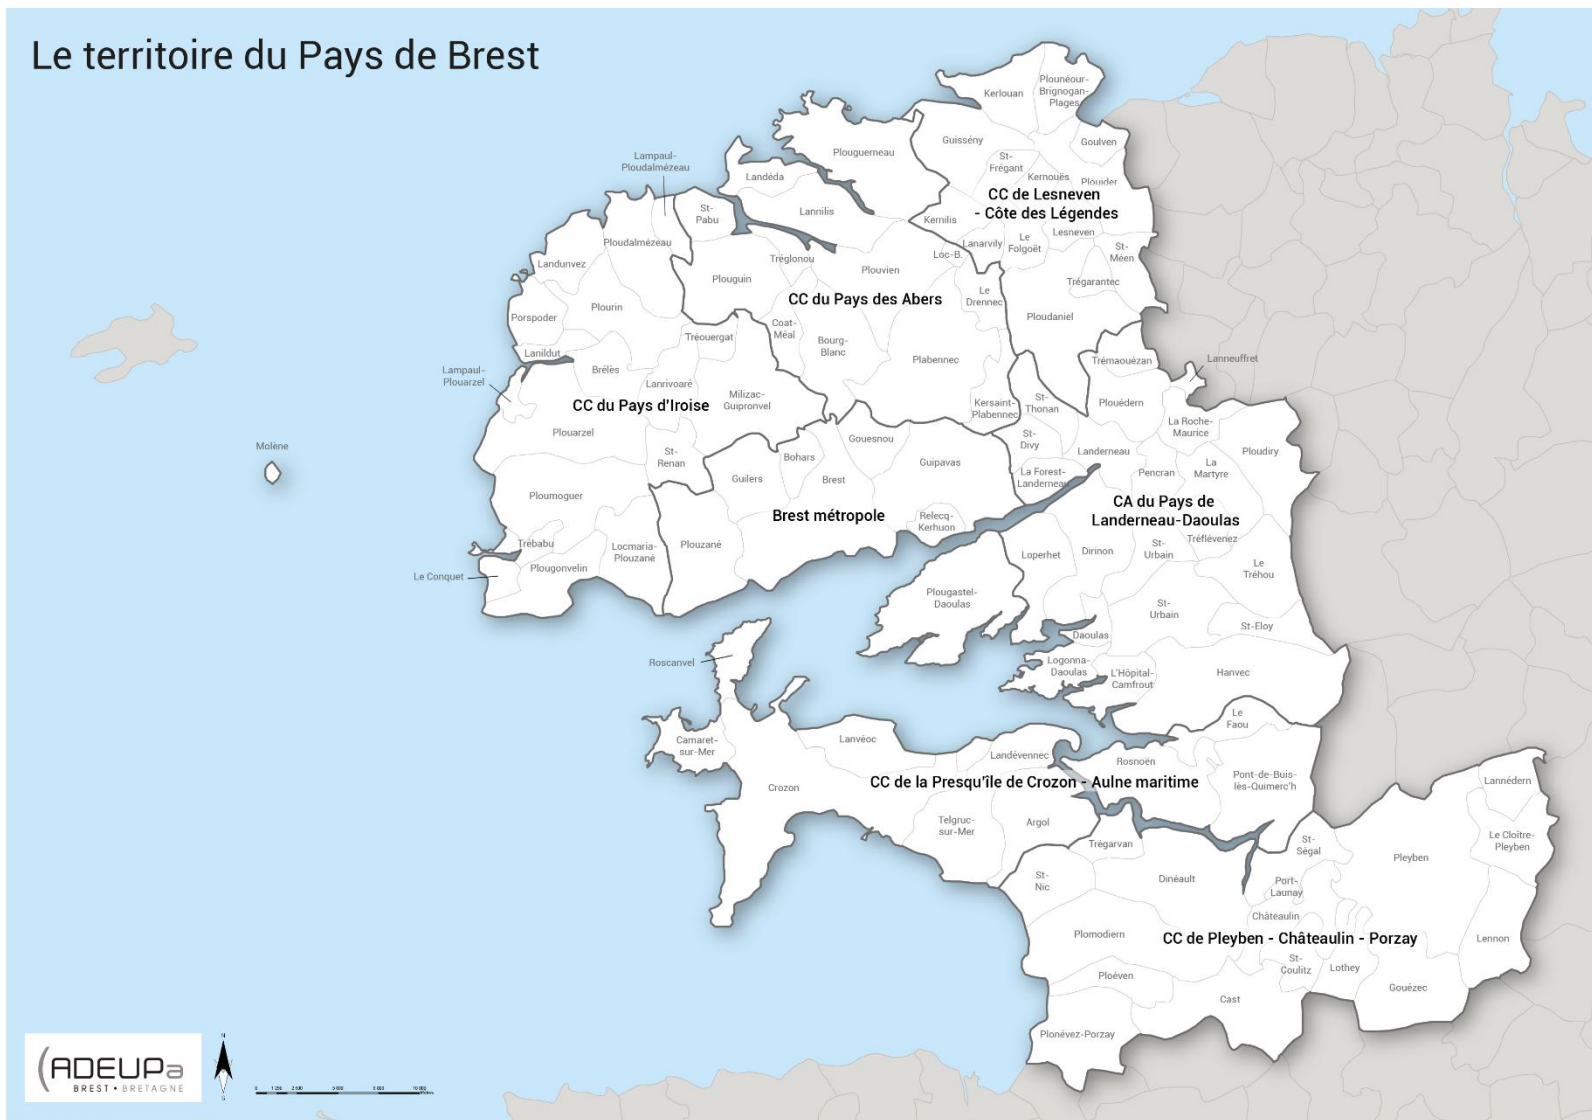 Le territoire du Pays de Brest
Kerlouan
Plounéour-
Brignogan-
Plages
Guissény
Goulven
Plouguerneau
St-
Frégant
Kernouës
Plouider
Lampaul-
Ploudalmézeau
Landéda
CC de Lesneven
- Côte des Légendes
St-
Pabu
Lannilis
Kernilis
Lesneven
Le
Folgoët
Lanarvily
Loc-B.
St-
Méen
Ploudalmézeau
Landunvez
Tréglonou
Plouvien
Plouguin
Trégarantec
Le
Drennec
CC du Pays des Abers
Plourin
Porspoder
Ploudaniel
Coat-
Méal
Bourg-
Blanc
Tréouergat
Lanildut
Plabennec
Trémaouézan
Lanneuffret
Lampaul-
Plouarzel
Brélès
Lanrivoaré
Milizac-
Guipronvel
CC du Pays d'Iroise
Kersaint-
Plabennec
St-
Thonan
Plouédern
La Roche-
Maurice
Plouarzel
Molène
St-
Renan
Gouesnou
Bohars
St-
Divy
Landerneau
Ploudiry
Guilers
Brest
Guipavas
La Forest-
Landerneau
Pencran
La
Martyre
Ploumoguer
Brest métropole
Relecq-
Kerhuon
CA du Pays de
Landerneau-Daoulas
Trébabu
Locmaria-
Plouzané
Plouzané
Loperhet
Dirinon
St-
Urbain
Tréflévenez
Le Conquet
Plougonvelin
Le
Tréhou
Plougastel-
Daoulas
St-
Urbain
St-Eloy
Daoulas
Roscanvel
Logonna-
Daoulas
L'Hôpital-
Camfrout
Hanvec
Le
Faou
Camaret-
sur-Mer
Lanvéoc
Landévennec
Rosnoën
CC de la Presqu'île de Crozon - Aulne maritime
Pont-de-Buis-
lès-Quimerc'h
Crozon
Lannédern
Telgruc-
sur-Mer
Argol
Trégarvan
St-
Ségal
Le Cloître-
Pleyben
Pleyben
St-
Nic
Dinéault
Port-
Launay
Châteaulin
Plomodiern
CC de Pleyben - Châteaulin - Porzay
Lennon
St-
Coulitz
Lothey
Ploéven
Gouézec
Cast
Plonévez-Porzay
ADEUPa
BREST • BRETAGNE
N
S